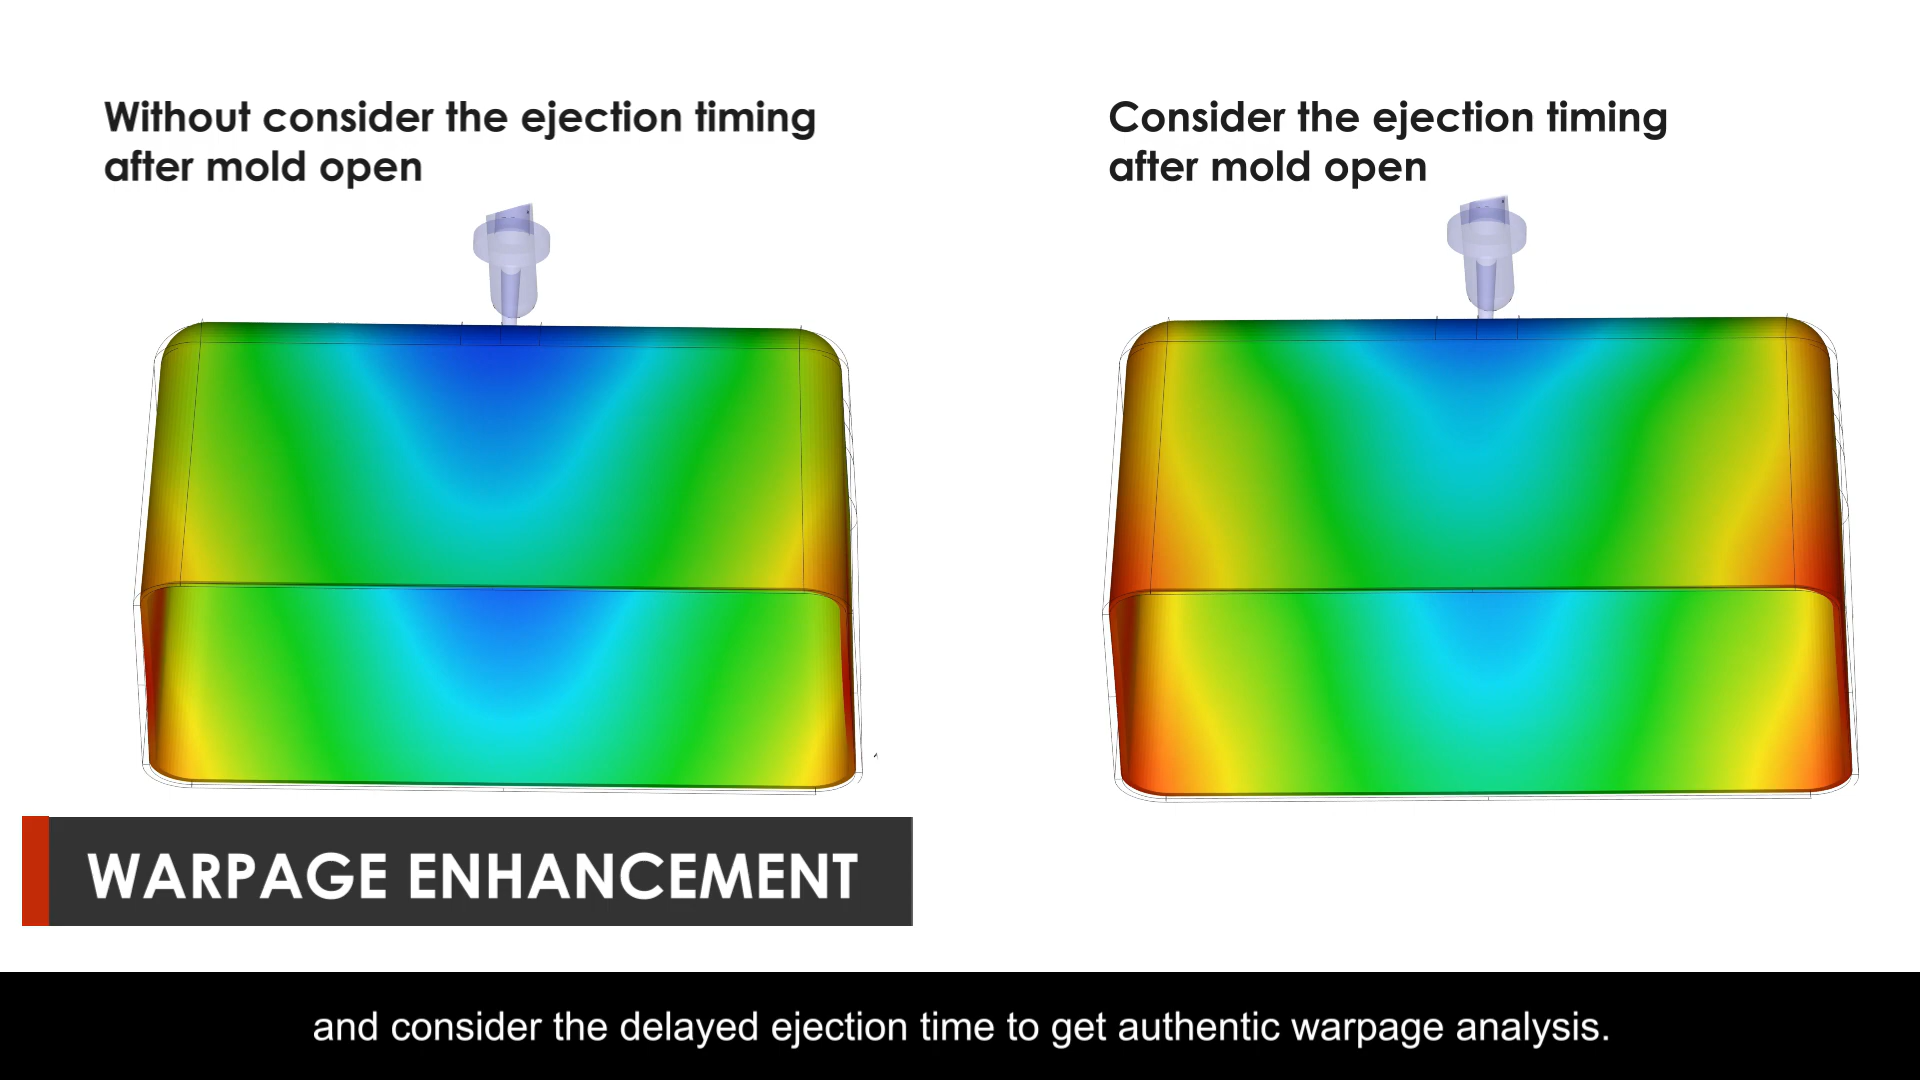 Without consider the ejection timing
after mold open
Consider the ejection timing
after mold open
WARPAGE ENHANCEMENT
and consider the delayed ejection time to get authentic warpage analysis.